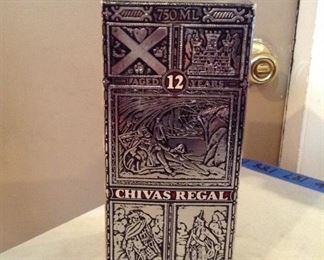 750 ML
AGED 12 YEARS
CHIVAS REGAL